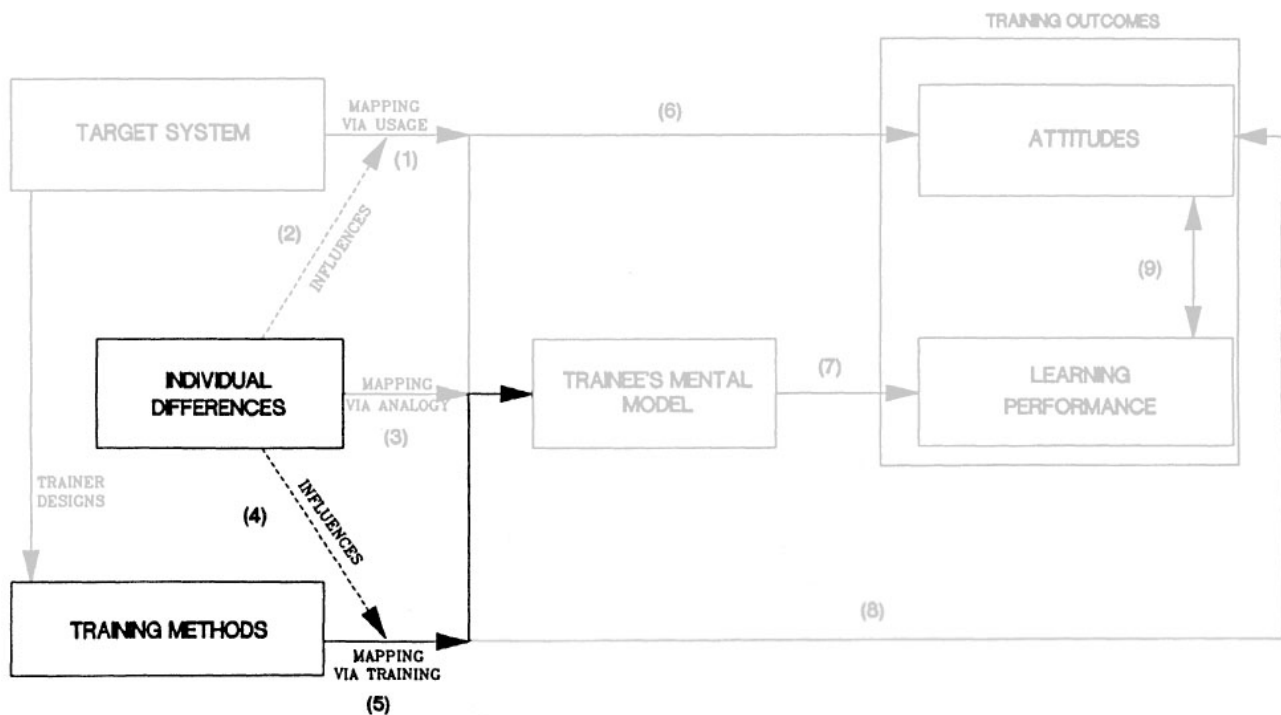 TRAINING OUTCOMES
TARGET SYSTEM
MAPPING
VIA USAGE
(1)
(6)
ATTITUDES
(2)
INFLUENCES
(9)
INDIVIDUAL
DIFFERENCES
MAPPING
VIA ANALOGY
(3)
TRAINEE'S MENTAL
MODEL
(7)
LEARNING
PERFORMANCE
TRAINER
DESIGNS
(4)
INFLUENCES
TRAINING METHODS
MAPPING
VIA TRAINING
(5)
(8)